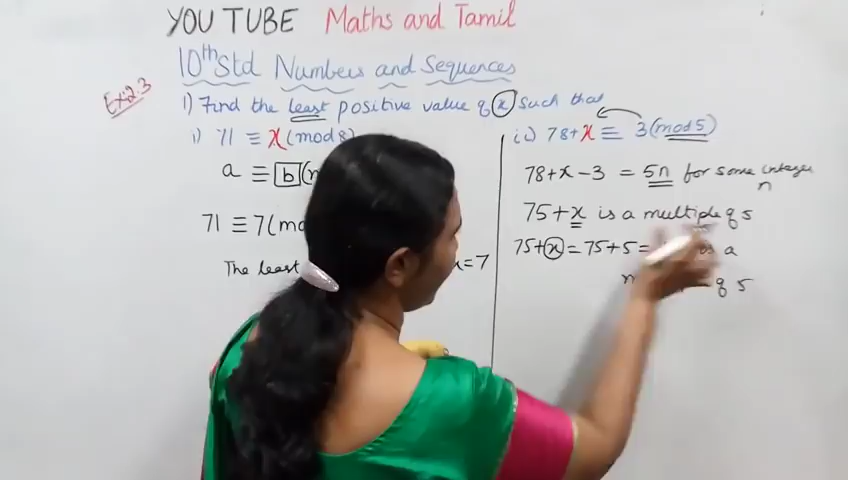 YOU TUBE Maths and Tamil
10th Std Numbers and Sequences
Ex:2.3
1) Find the least positive value of x such that
i) 71 ≡ x (mod 8)
a ≡ b (m
71 ≡ 7 (mo
The least
x = 7
ii) 78 + x ≡ 3 (mod 5)
78 + x - 3 = 5n for some integer
n
75 + x is a multiple of 5
75 + x = 75 + 5 = a
of 5